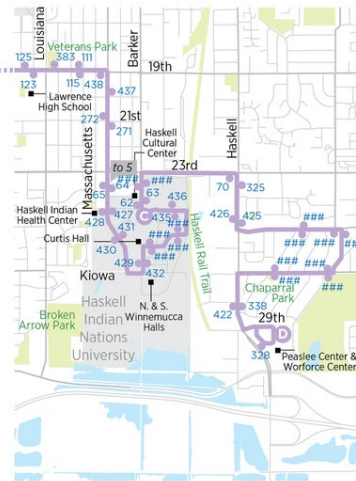 Louisiana
Veterans Park
Barker
125
383
111
19th
123
115
438
437
Lawrence
High School
272
21st
271
Massachusetts
Haskell
Cultural
Center
Haskell
to 5
23rd
###
###
64
65
63
436
70
325
62
Haskell Indian
Health Center
427
428
C
435
###
426
425
###
431
###
###
###
Curtis Hall
430
###
###
Haskell Rail Trail
429
###
###
Kiowa
432
###
###
Chaparral
Park
N. & S.
Winnemucca
Halls
Haskell
Indian
Nations
University
Broken
Arrow Park
338
422
29th
D
328
Peaslee Center &
Worforce Center